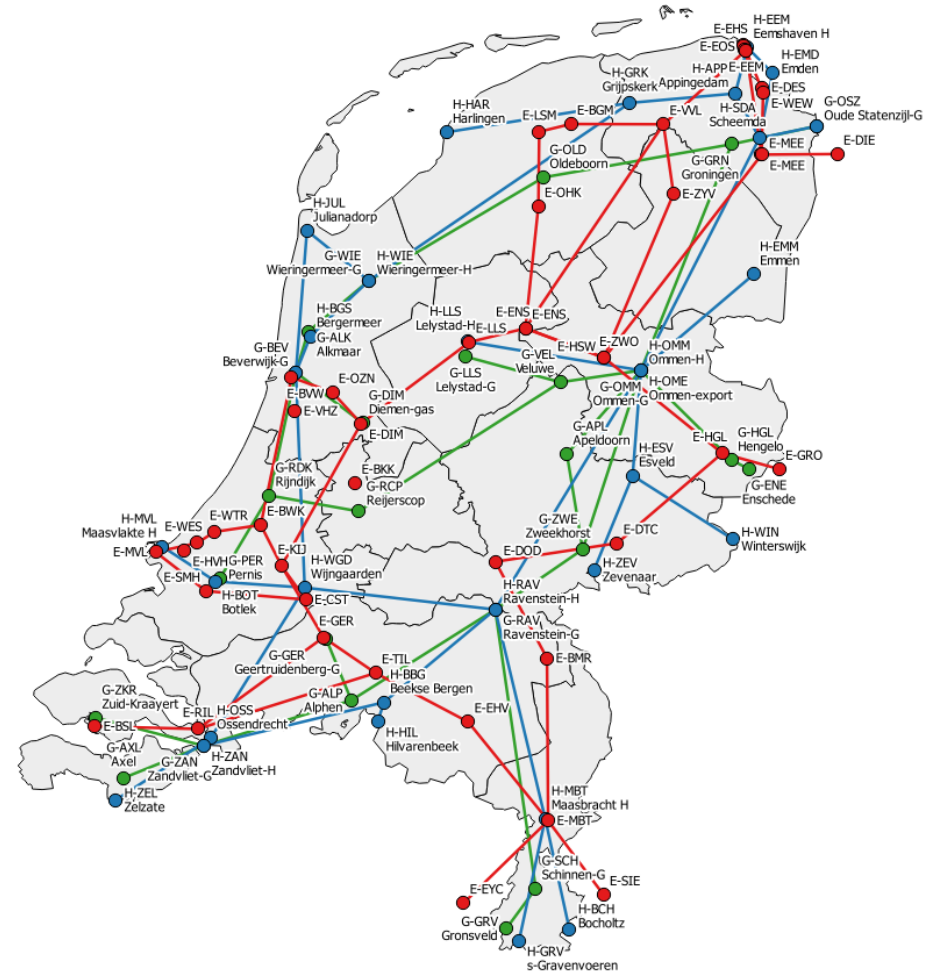 E-EHS
H-EEM
Eemshaven H
E-EOS
H-EMD
Emden
H-APP
Appingedam
E-EEM
H-GRK
Grijpskerk
E-DES
E-WEW
G-OSZ
Oude Statenzijl-G
H-HAR
Harlingen
E-LSM
E-BGM
E-VVL
H-SDA
Scheemda
E-MEE
E-DIE
E-MEE
G-OLD
Oldeboorn
G-GRN
Groningen
E-OHK
E-ZYV
H-JUL
Julianadorp
G-WIE
Wieringermeer-G
H-WIE
Wieringermeer-H
H-EMM
Emmen
H-BGS
Bergermeer
G-ALK
Alkmaar
H-LLS
Lelystad-H
E-LLS
E-ENS
E-ENS
G-BEV
Beverwijk-G
G-LLS
Lelystad-G
G-VEL
Veluwe
E-HSW
E-ZWO
H-OMM
Ommen-H
G-OMM
Ommen-G
H-OME
Ommen-export
E-OZN
E-BVW
E-VHZ
G-DIM
Diemen-gas
E-DIM
G-APL
Apeldoorn
E-HGL
G-HGL
Hengelo
E-GRO
G-ENE
Enschede
H-ESV
Esveld
E-BKK
G-RCP
Reijerscop
G-RDK
Rijndijk
E-BWK
E-WTR
E-WES
H-MVL
Maasvlakte H
E-MVL
G-ZWE
Zweekhorst
E-DTC
H-WIN
Winterswijk
E-KIJ
E-HVH
G-PER
Pernis
E-SMH
H-BOT
Botlek
H-WGD
Wijngaarden
E-CST
E-DOD
H-ZEV
Zevenaar
H-RAV
Ravenstein-H
G-RAV
Ravenstein-G
E-GER
G-GER
Geertruidenberg-G
E-TIL
H-BBG
Beekse Bergen
E-BMR
G-ZKR
Zuid-Kraayert
E-BSL
E-RIL
H-OSS
Ossendrecht
G-ALP
Alphen
E-EHV
H-HIL
Hilvarenbeek
G-AXL
Axel
G-ZAN
Zandvliet-G
H-ZAN
Zandvliet-H
H-ZEL
Zelzate
H-MBT
Maasbracht H
E-MBT
G-SCH
Schinnen-G
E-EYC
E-SIE
H-BCH
Bocholtz
G-GRV
Gronsveld
H-GRV
s-Gravenvoeren